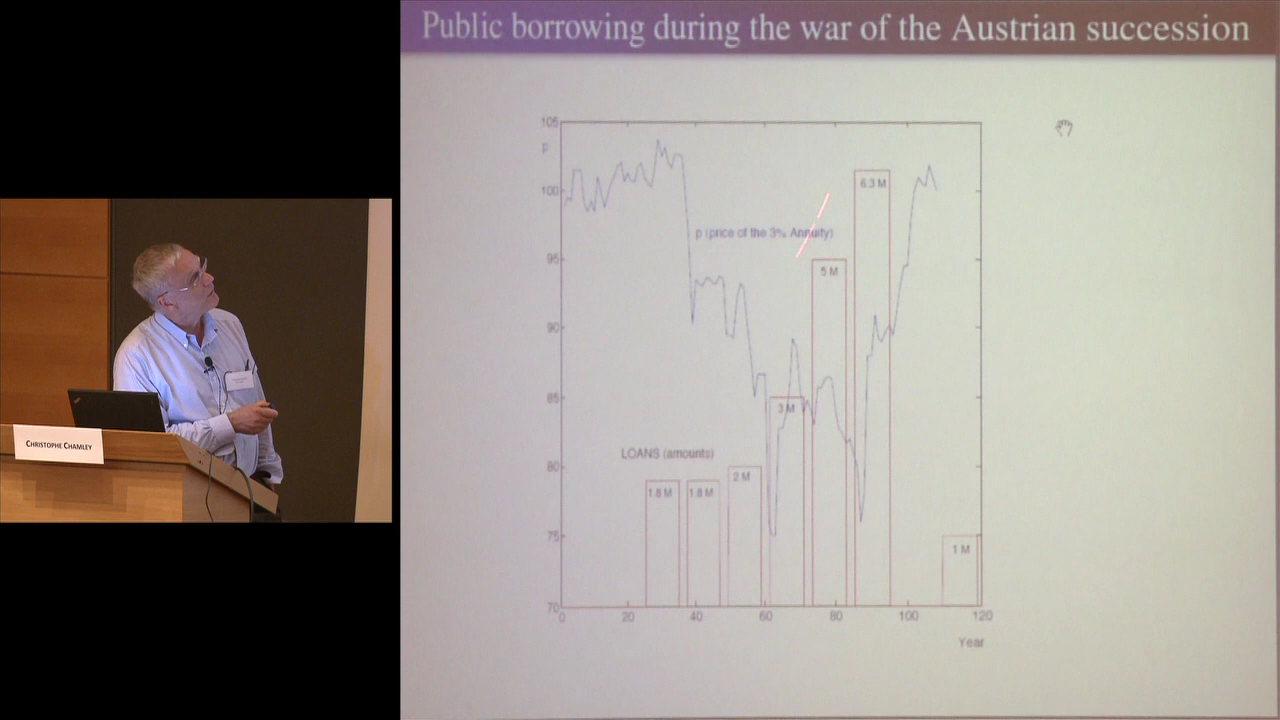 Public borrowing during the war of the Austrian succession
105
p
100
95
90
85
80
75
70
p (price of the 3% Annuity)
6.3 M
5 M
3 M
LOANS (amounts)
2 M
1.8 M
1.8 M
1 M
0
20
40
60
80
100
120
Year
CHRISTOPHE CHAMLEY